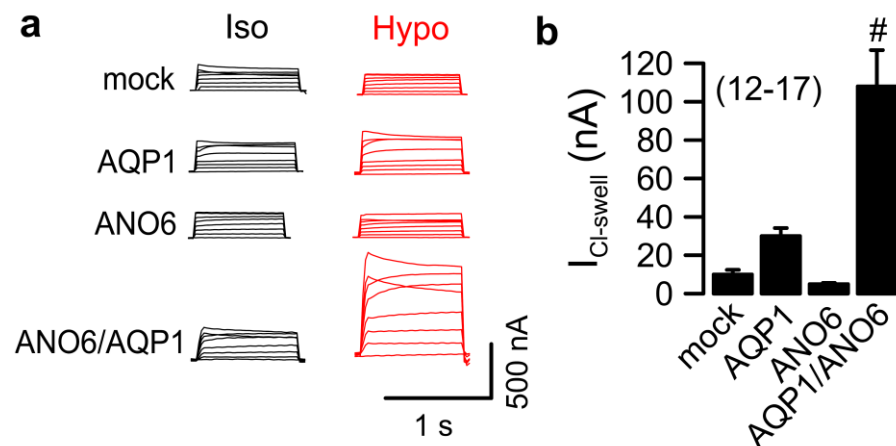 a
Iso
Hypo
mock
AQP1
ANO6
ANO6/AQP1
500 nA
1 s
b
#
(12-17)
ICl-swell (nA)
120
100
80
60
40
20
0
mock
AQP1
ANO6
AQP1/ANO6